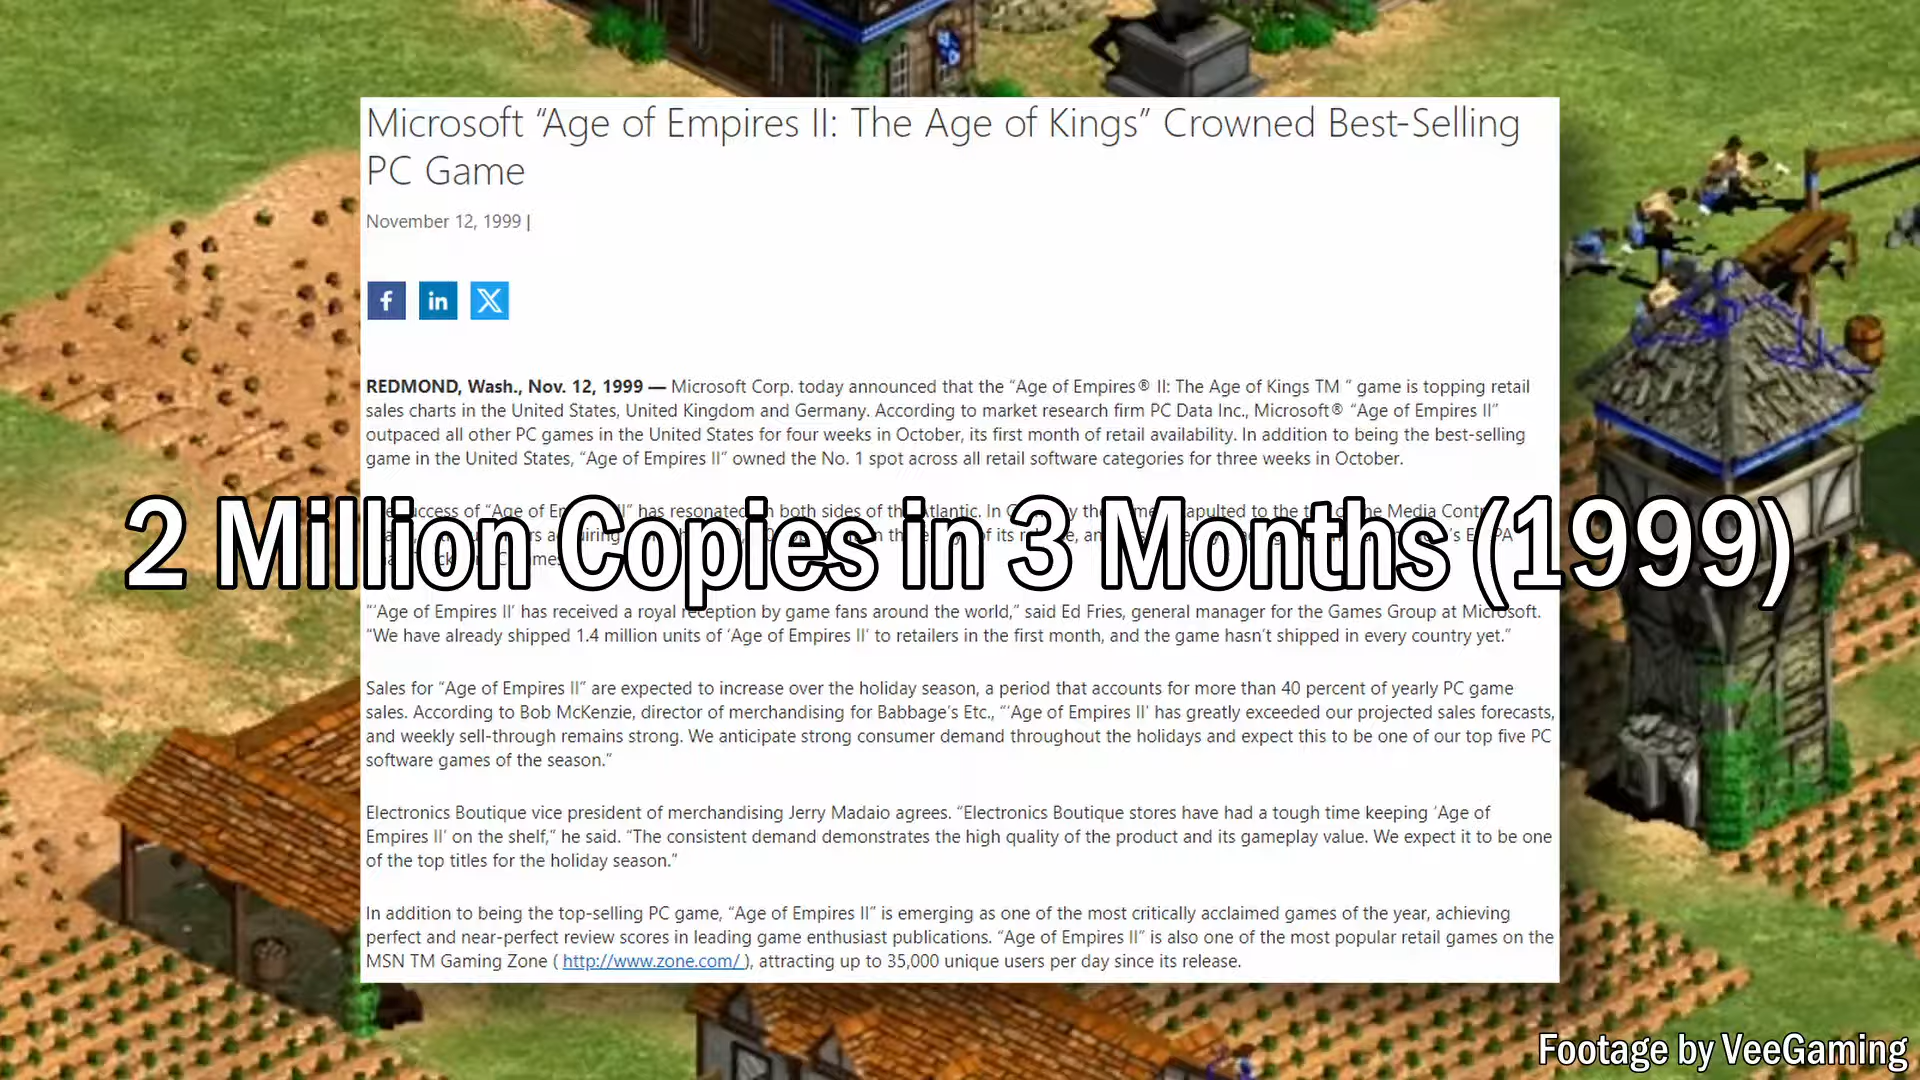 Microsoft “Age of Empires II: The Age of Kings” Crowned Best-Selling
PC Game
November 12, 1999 |
f in X
REDMOND, Wash., Nov. 12, 1999 — Microsoft Corp. today announced that the “Age of Empires® II: The Age of Kings TM “ game is topping retail
sales charts in the United States, United Kingdom and Germany. According to market research firm PC Data Inc., Microsoft® “Age of Empires II”
outpaced all other PC games in the United States for four weeks in October, its first month of retail availability. In addition to being the best-selling
game in the United States, “Age of Empires II” owned the No. 1 spot across all retail software categories for three weeks in October.
of “Age of has resonated both sides of In the to the Media
2 Million Copies in 3 Months (1999)
“‘Age of Empires II’ has received a royal reception by game fans around the world,” said Ed Fries, general manager for the Games Group at Microsoft.
“We have already shipped 1.4 million units of ‘Age of Empires II’ to retailers in the first month, and the game hasn’t shipped in every country yet.”
Sales for “Age of Empires II” are expected to increase over the holiday season, a period that accounts for more than 40 percent of yearly PC game
sales. According to Bob McKenzie, director of merchandising for Babbage’s Etc., “‘Age of Empires II’ has greatly exceeded our projected sales forecasts,
and weekly sell-through remains strong. We anticipate strong consumer demand throughout the holidays and expect this to be one of our top five PC
software games of the season.”
Electronics Boutique vice president of merchandising Jerry Madaio agrees. “Electronics Boutique stores have had a tough time keeping ‘Age of
Empires II’ on the shelf,” he said. “The consistent demand demonstrates the high quality of the product and its gameplay value. We expect it to be one
of the top titles for the holiday season.”
In addition to being the top-selling PC game, “Age of Empires II” is emerging as one of the most critically acclaimed games of the year, achieving
perfect and near-perfect review scores in leading game enthusiast publications. “Age of Empires II” is also one of the most popular retail games on the
MSN TM Gaming Zone ( http://www.zone.com/ ), attracting up to 35,000 unique users per day since its release.
Footage by VeeGaming